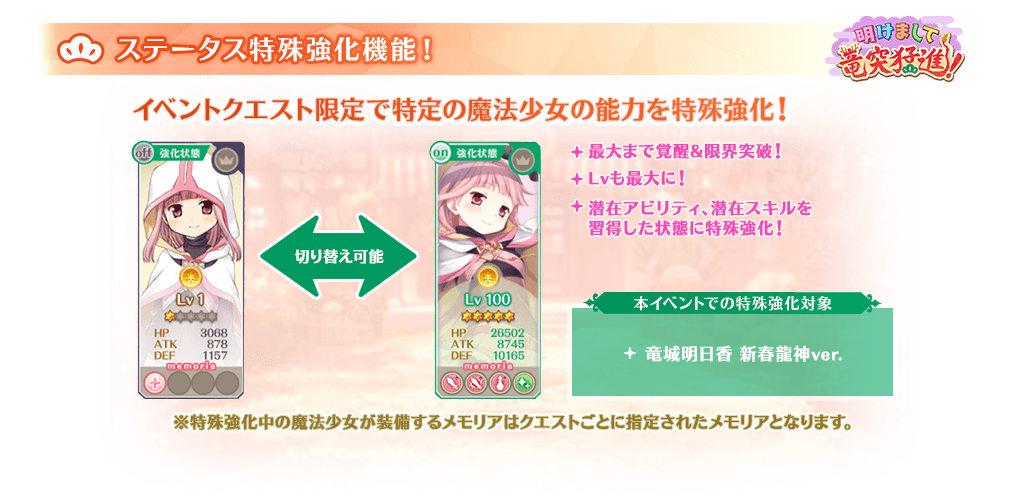 ステータス特殊強化機能！
明けまして
竜突猛進！
イベントクエスト限定で特定の魔法少女の能力を特殊強化！
off 強化状態
Lv 1
HP 3068
ATK 878
DEF 1157
memoria
切り替え可能
on 強化状態
Lv 100
HP 26502
ATK 8745
DEF 10165
memoria
最大まで覚醒&限界突破！
Lvも最大に！
潜在アビリティ、潜在スキルを
習得した状態に特殊強化！
本イベントでの特殊強化対象
竜城明日香 新春龍神ver.
※特殊強化中の魔法少女が装備するメモリアはクエストごとに指定されたメモリアとなります。